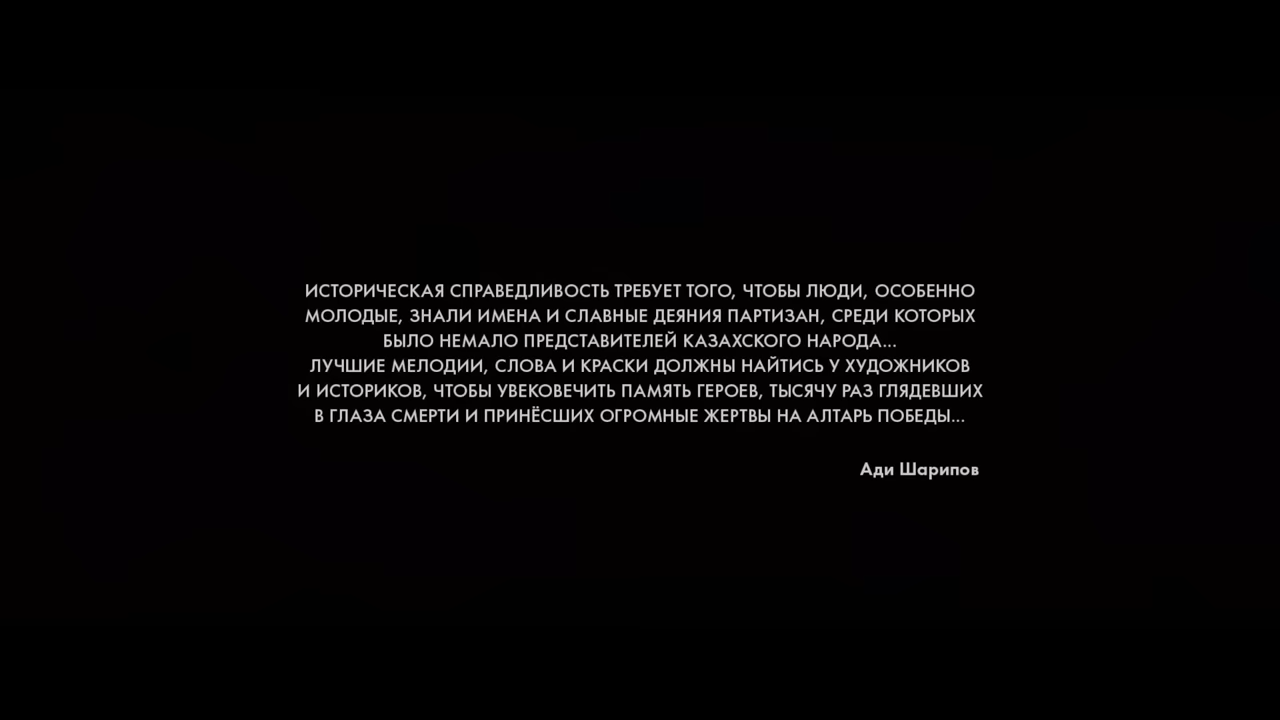 ИСТОРИЧЕСКАЯ СПРАВЕДЛИВОСТЬ ТРЕБУЕТ ТОГО, ЧТОБЫ ЛЮДИ, ОСОБЕННО
МОЛОДЫЕ, ЗНАЛИ ИМЕНА И СЛАВНЫЕ ДЕЯНИЯ ПАРТИЗАН, СРЕДИ КОТОРЫХ
БЫЛО НЕМАЛО ПРЕДСТАВИТЕЛЕЙ КАЗАХСКОГО НАРОДА...
ЛУЧШИЕ МЕЛОДИИ, СЛОВА И КРАСКИ ДОЛЖНЫ НАЙТИСЬ У ХУДОЖНИКОВ
И ИСТОРИКОВ, ЧТОБЫ УВЕКОВЕЧИТЬ ПАМЯТЬ ГЕРОЕВ, ТЫСЯЧУ РАЗ ГЛЯДЕВШИХ
В ГЛАЗА СМЕРТИ И ПРИНЁСШИХ ОГРОМНЫЕ ЖЕРТВЫ НА АЛТАРЬ ПОБЕДЫ...
Ади Шарипов